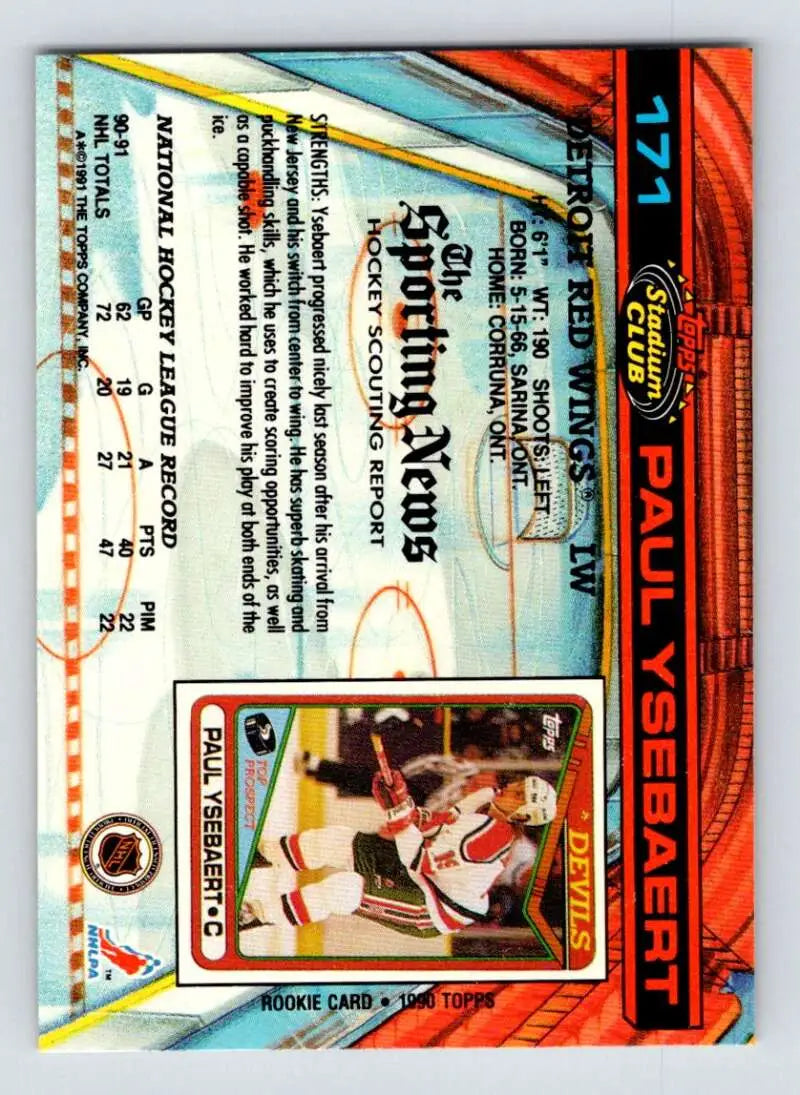 171
Topps®
Stadium
CLUB
PAUL YSEBAERT
DETROIT RED WINGS® LW
HT: 6'1" WT: 190 SHOOTS: LEFT
BORN: 5-15-66, SARINA, ONT.
HOME: CORRUNA, ONT.
The
Sporting News
HOCKEY SCOUTING REPORT
STRENGTHS: Ysebaert progressed nicely last season after his arrival from
New Jersey and his switch from center to wing. He has superb skating and
puckhandling skills, which he uses to create scoring opportunities, as well
as a capable shot. He worked hard to improve his play at both ends of the
ice.
NATIONAL HOCKEY LEAGUE RECORD
GP G A PTS PIM
90-91 62 19 21 40 22
NHL TOTALS 72 20 27 47 22
A*©1991 THE TOPPS COMPANY, INC.
TOPPS
DEVILS
TOP
PROSPECT
PAUL YSEBAERT • C
ROOKIE CARD • 1990 TOPPS
NHL
NHLPA
TM